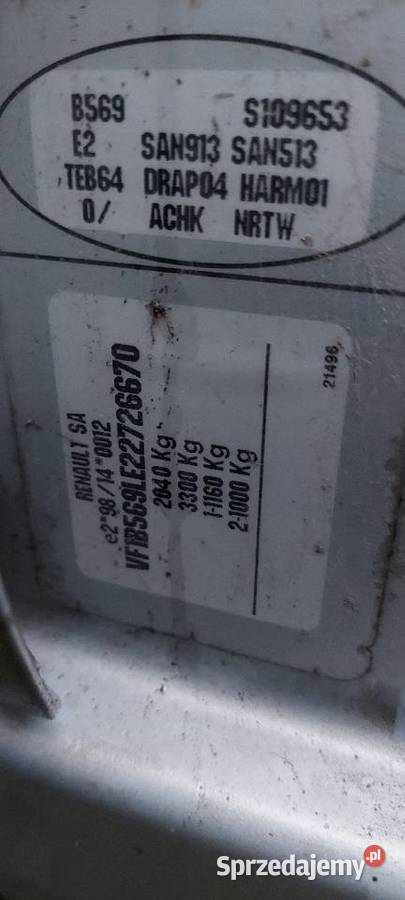 B569 S109653
E2 SAN913 SAN513
TEB64 DRAP04 HARM01
0/ ACHK NRTW
RENAULT SA
e2*98/14*0012
VF1B569LE22726670
2640 Kg
3300 Kg
1-1160 Kg
2-1000 Kg
21496
Sprzedajemy.pl